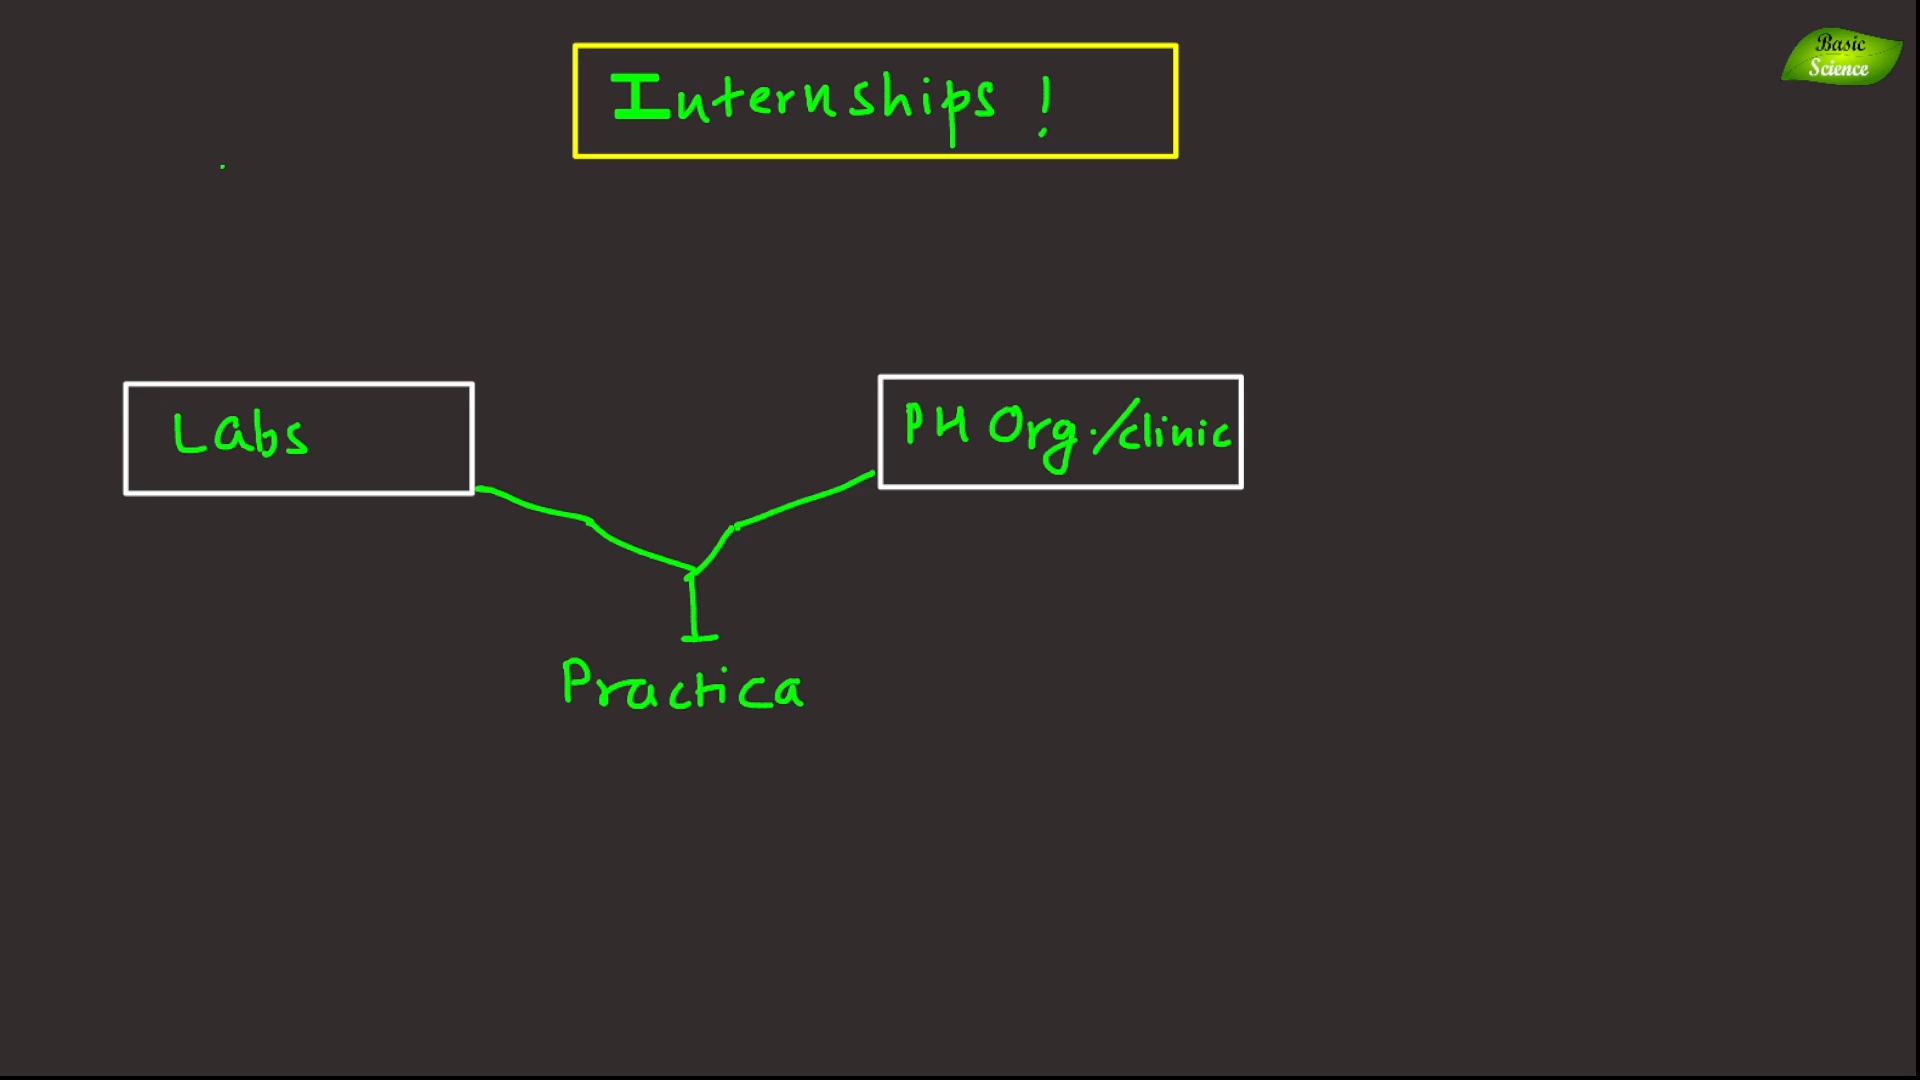 Basic
Science
Internships !
Labs
PH Org./clinic
Practica